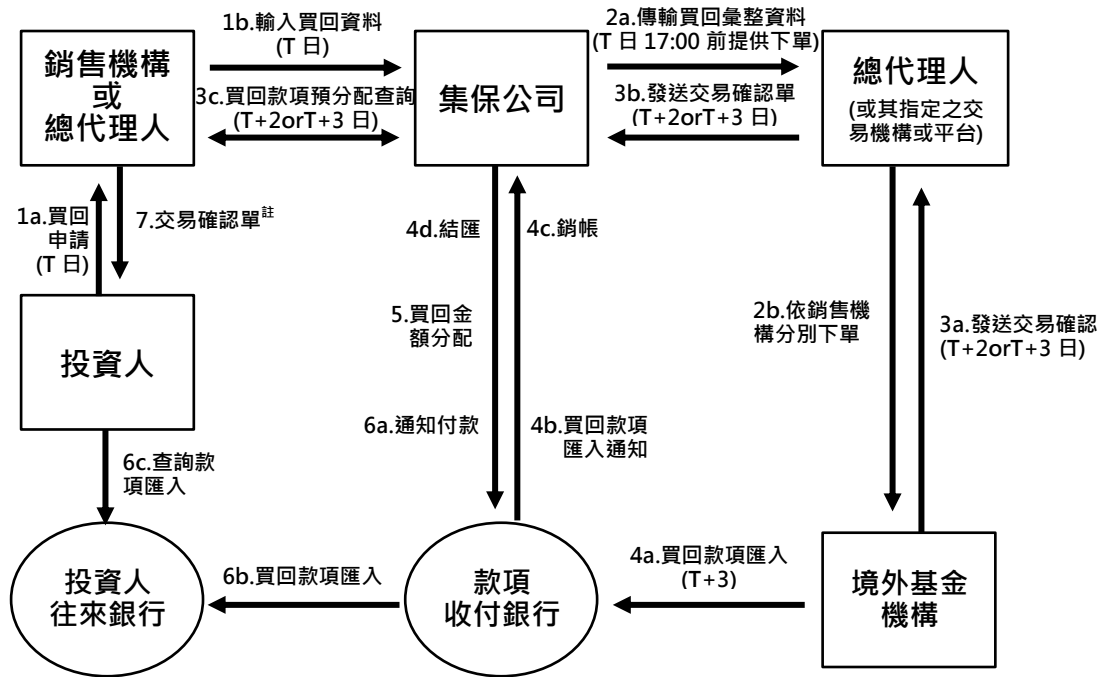 銷售機構
或
總代理人
1b.輸入買回資料
(T 日)
3c.買回款項預分配查詢
(T+2orT+3 日)
集保公司
2a.傳輸買回彙整資料
(T 日 17:00 前提供下單)
3b.發送交易確認單
(T+2orT+3 日)
總代理人
(或其指定之交
易機構或平台)
1a.買回
申請
(T 日)
7.交易確認單註
4d.結匯
4c.銷帳
投資人
5.買回金
額分配
2b.依銷售機
構分別下單
3a.發送交易確認
(T+2orT+3 日)
6a.通知付款
4b.買回款項
匯入通知
6c.查詢款
項匯入
投資人
往來銀行
6b.買回款項匯入
款項
收付銀行
4a.買回款項匯入
(T+3)
境外基金
機構